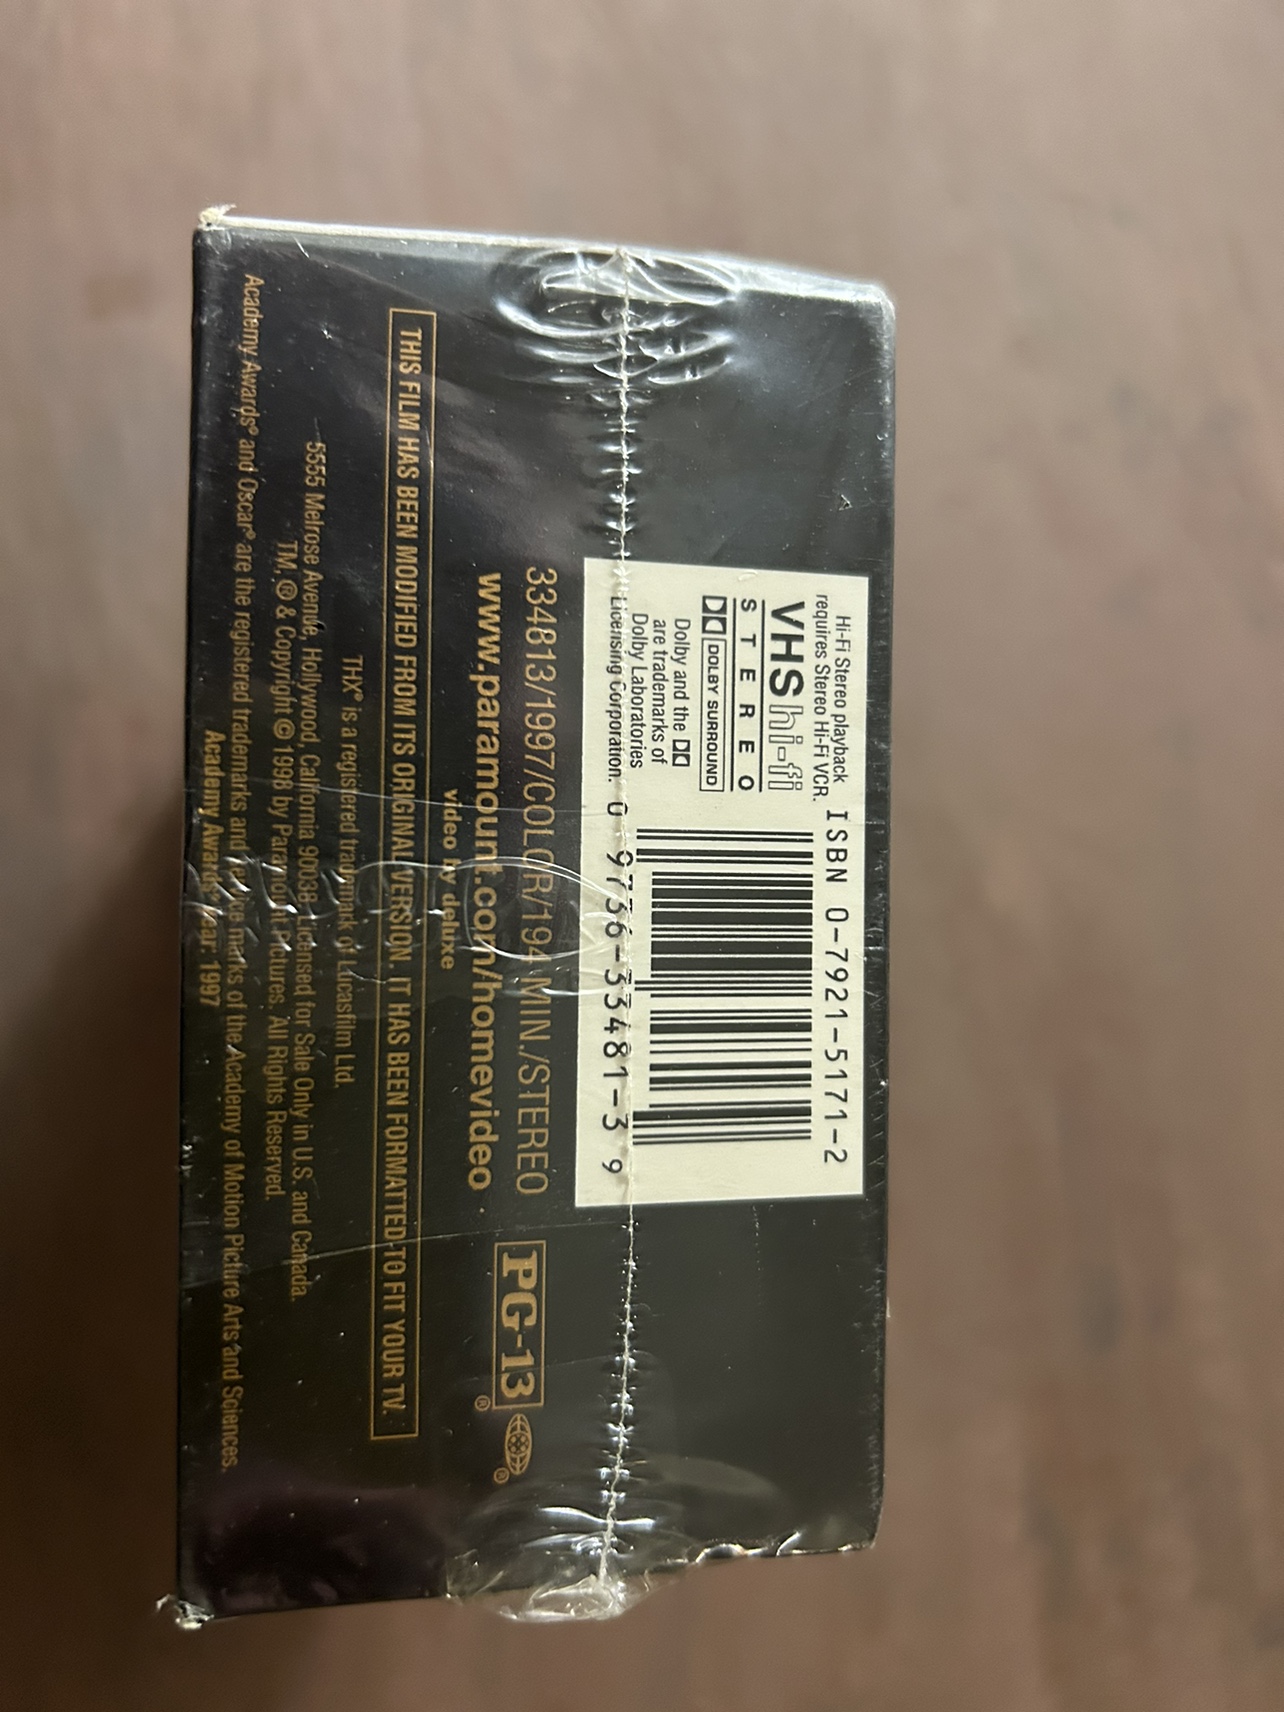 Hi-Fi Stereo playback
requires Stereo Hi-Fi VCR.
VHS hi-fi
STEREO
DOLBY SURROUND
Dolby and the
are trademarks of
Dolby Laboratories
Licensing Corporation.
ISBN 0-7921-5171-2
0 9736-33481-3 9
334813/1997/COLOR/194 MIN./STEREO
www.paramount.com/homevideo
PG-13 ®
®
video by deluxe
THIS FILM HAS BEEN MODIFIED FROM ITS ORIGINAL VERSION. IT HAS BEEN FORMATTED TO FIT YOUR TV.
THX® is a registered trademark of Lucasfilm Ltd.
5555 Melrose Avenue, Hollywood, California 90038 Licensed for Sale Only in U.S. and Canada.
TM, ® & Copyright © 1998 by Paramount Pictures. All Rights Reserved.
Academy Awards® and Oscar® are the registered trademarks and service marks of the Academy of Motion Picture Arts and Sciences.
Academy Awards year: 1997